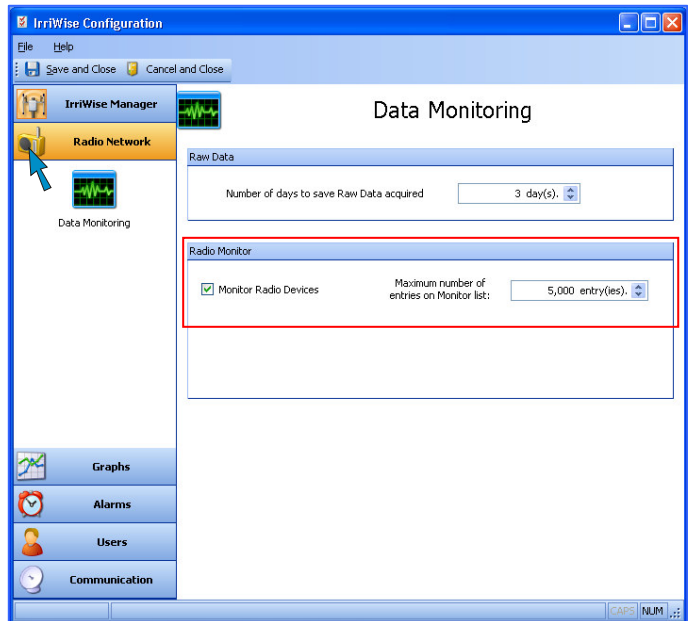 IrriWise Configuration
File Help
Save and Close Cancel and Close
IrriWise Manager
Radio Network
Data Monitoring
Graphs
Alarms
Users
Communication
Data Monitoring
Raw Data
Number of days to save Raw Data acquired 3 day(s).
Radio Monitor
Monitor Radio Devices
Maximum number of
entries on Monitor list:
5,000 entry(ies).
CAPS NUM